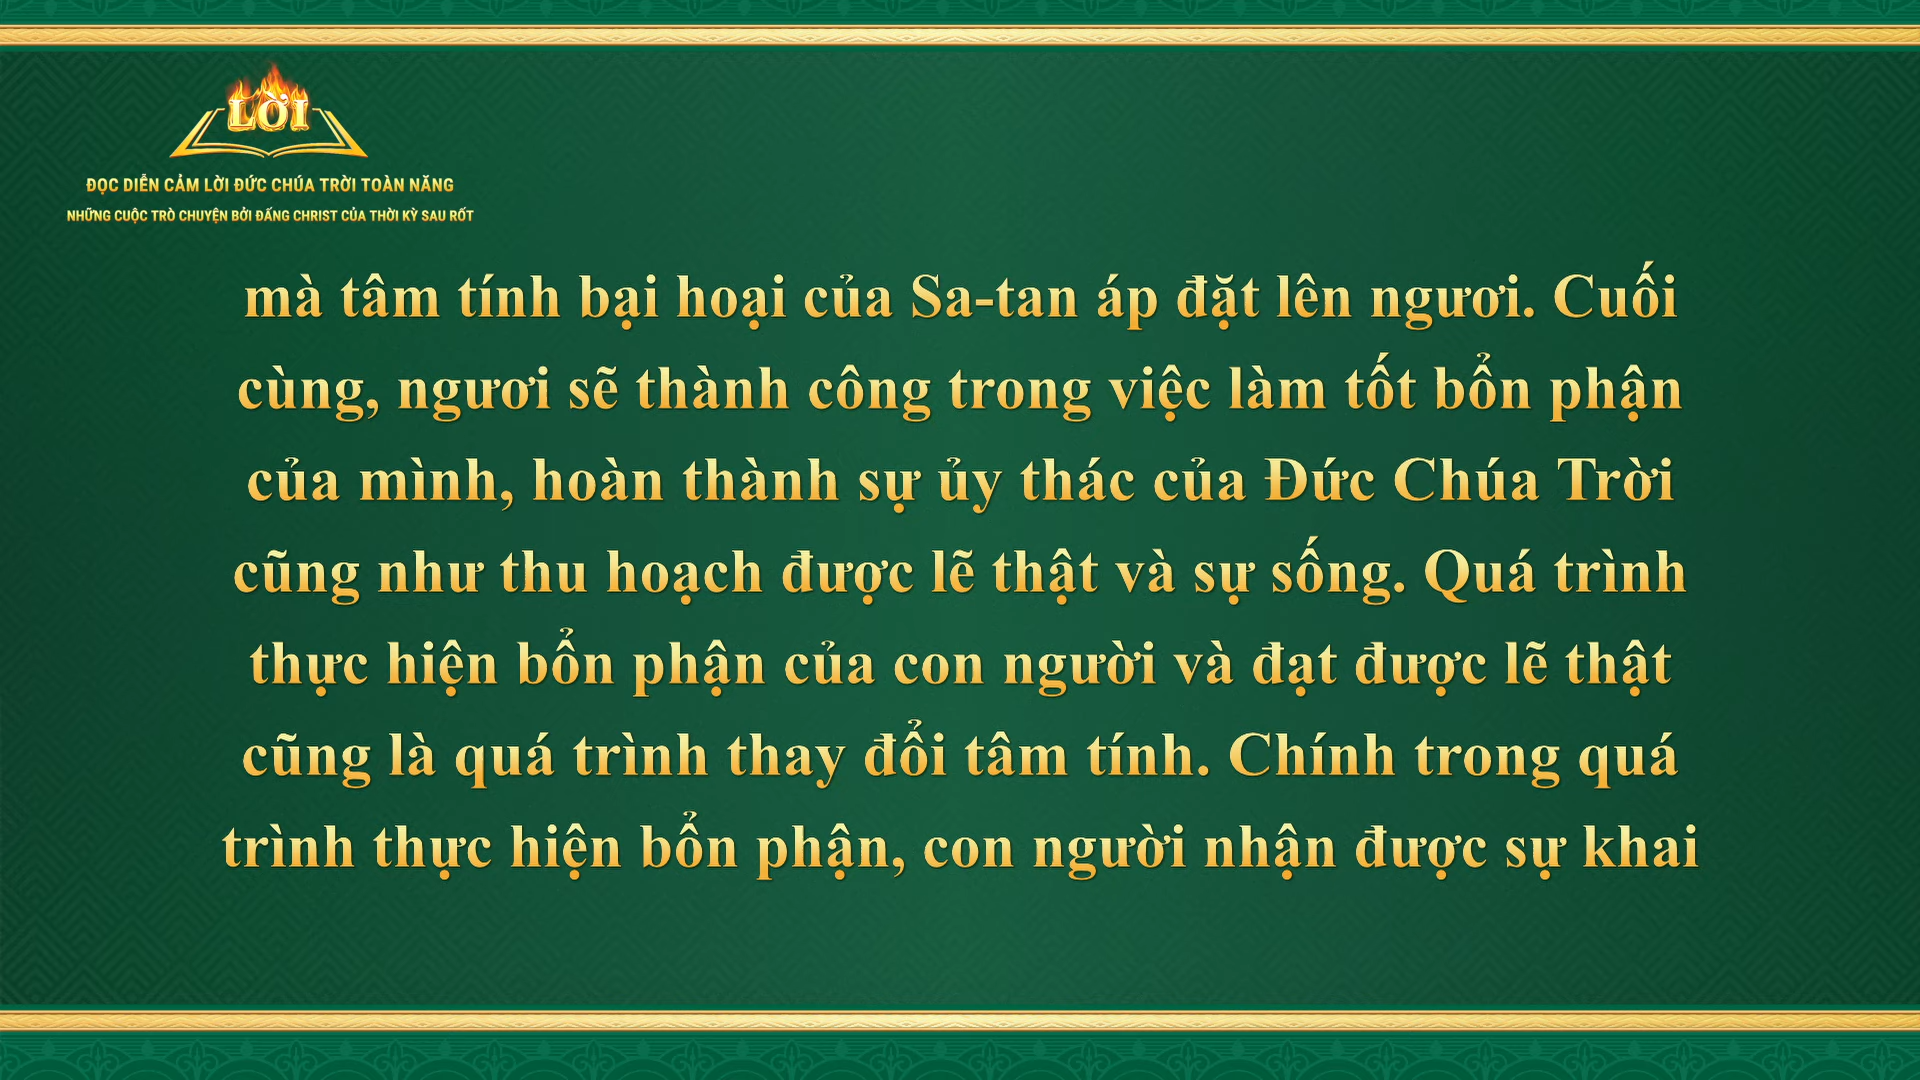 LỜI
ĐỌC DIỄN CẢM LỜI ĐỨC CHÚA TRỜI TOÀN NĂNG
NHỮNG CUỘC TRÒ CHUYỆN BỞI ĐẤNG CHRIST CỦA THỜI KỲ SAU RỐT
mà tâm tính bại hoại của Sa-tan áp đặt lên ngươi. Cuối
cùng, ngươi sẽ thành công trong việc làm tốt bổn phận
của mình, hoàn thành sự ủy thác của Đức Chúa Trời
cũng như thu hoạch được lẽ thật và sự sống. Quá trình
thực hiện bổn phận của con người và đạt được lẽ thật
cũng là quá trình thay đổi tâm tính. Chính trong quá
trình thực hiện bổn phận, con người nhận được sự khai